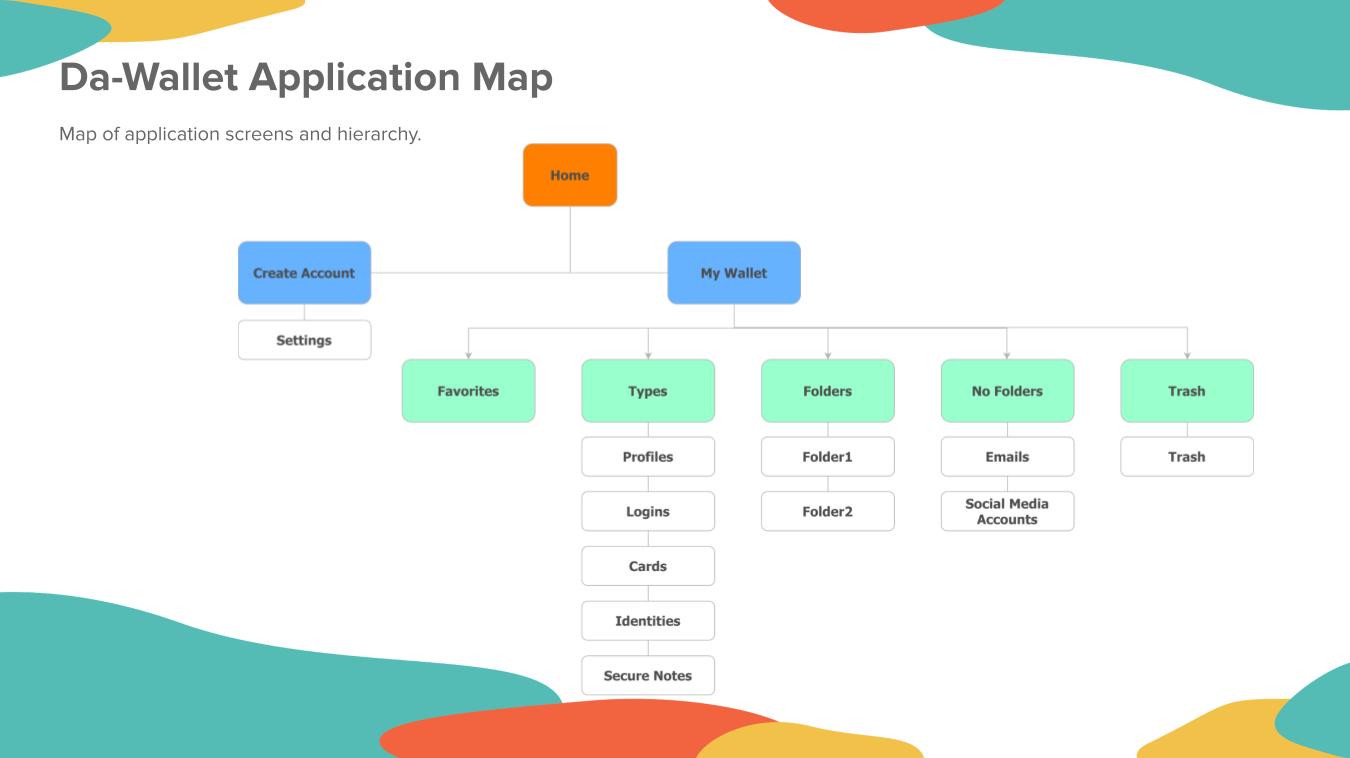 Da-Wallet Application Map
Map of application screens and hierarchy.
Home
Create Account
My Wallet
Settings
Favorites
Types
Folders
No Folders
Trash
Profiles
Folder1
Emails
Trash
Logins
Folder2
Social Media
Accounts
Cards
Identities
Secure Notes